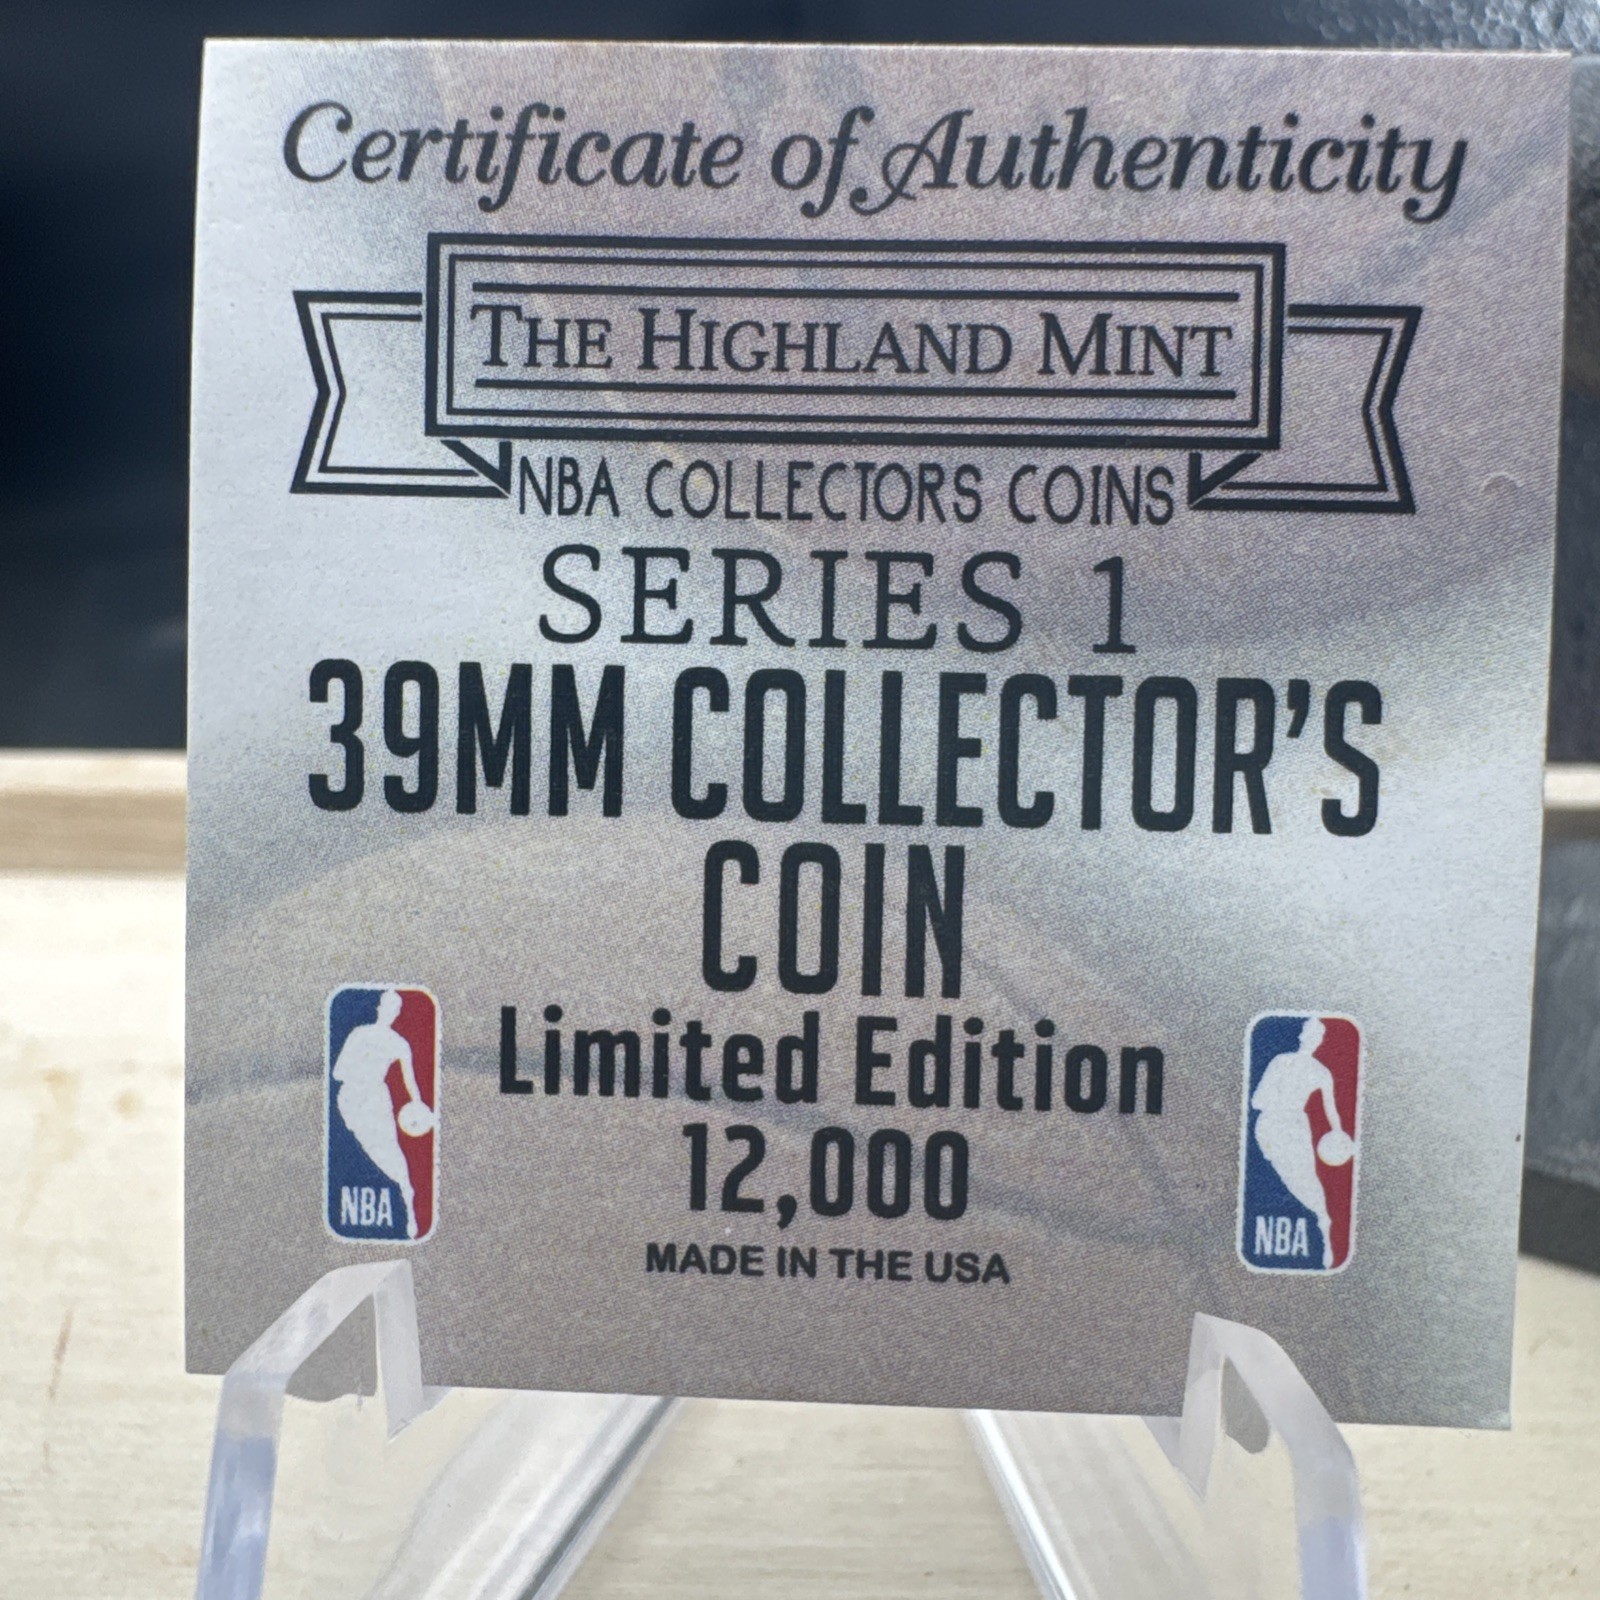 Certificate of Authenticity
THE HIGHLAND MINT
NBA COLLECTORS COINS
SERIES 1
39MM COLLECTOR'S
COIN
Limited Edition
12,000
MADE IN THE USA
NBA
NBA